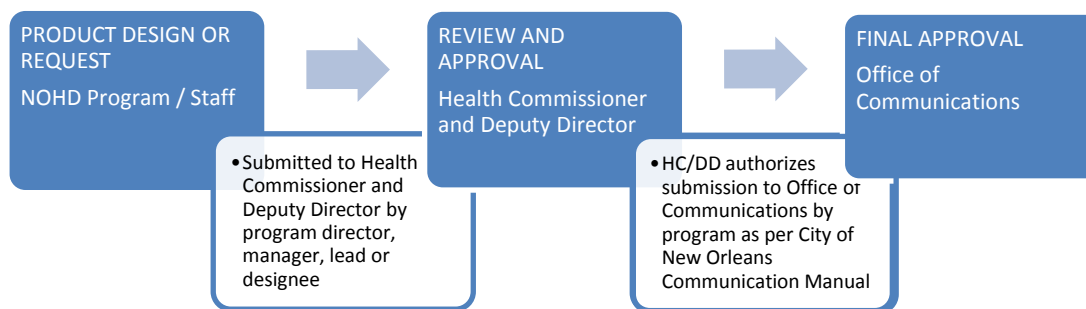 PRODUCT DESIGN OR
REQUEST
NOHD Program / Staff
•Submitted to Health
Commissioner and
Deputy Director by
program director,
manager, lead or
designee
REVIEW AND
APPROVAL
Health Commissioner
and Deputy Director
•HC/DD authorizes
submission to Office of
Communications by
program as per City of
New Orleans
Communication Manual
FINAL APPROVAL
Office of
Communications